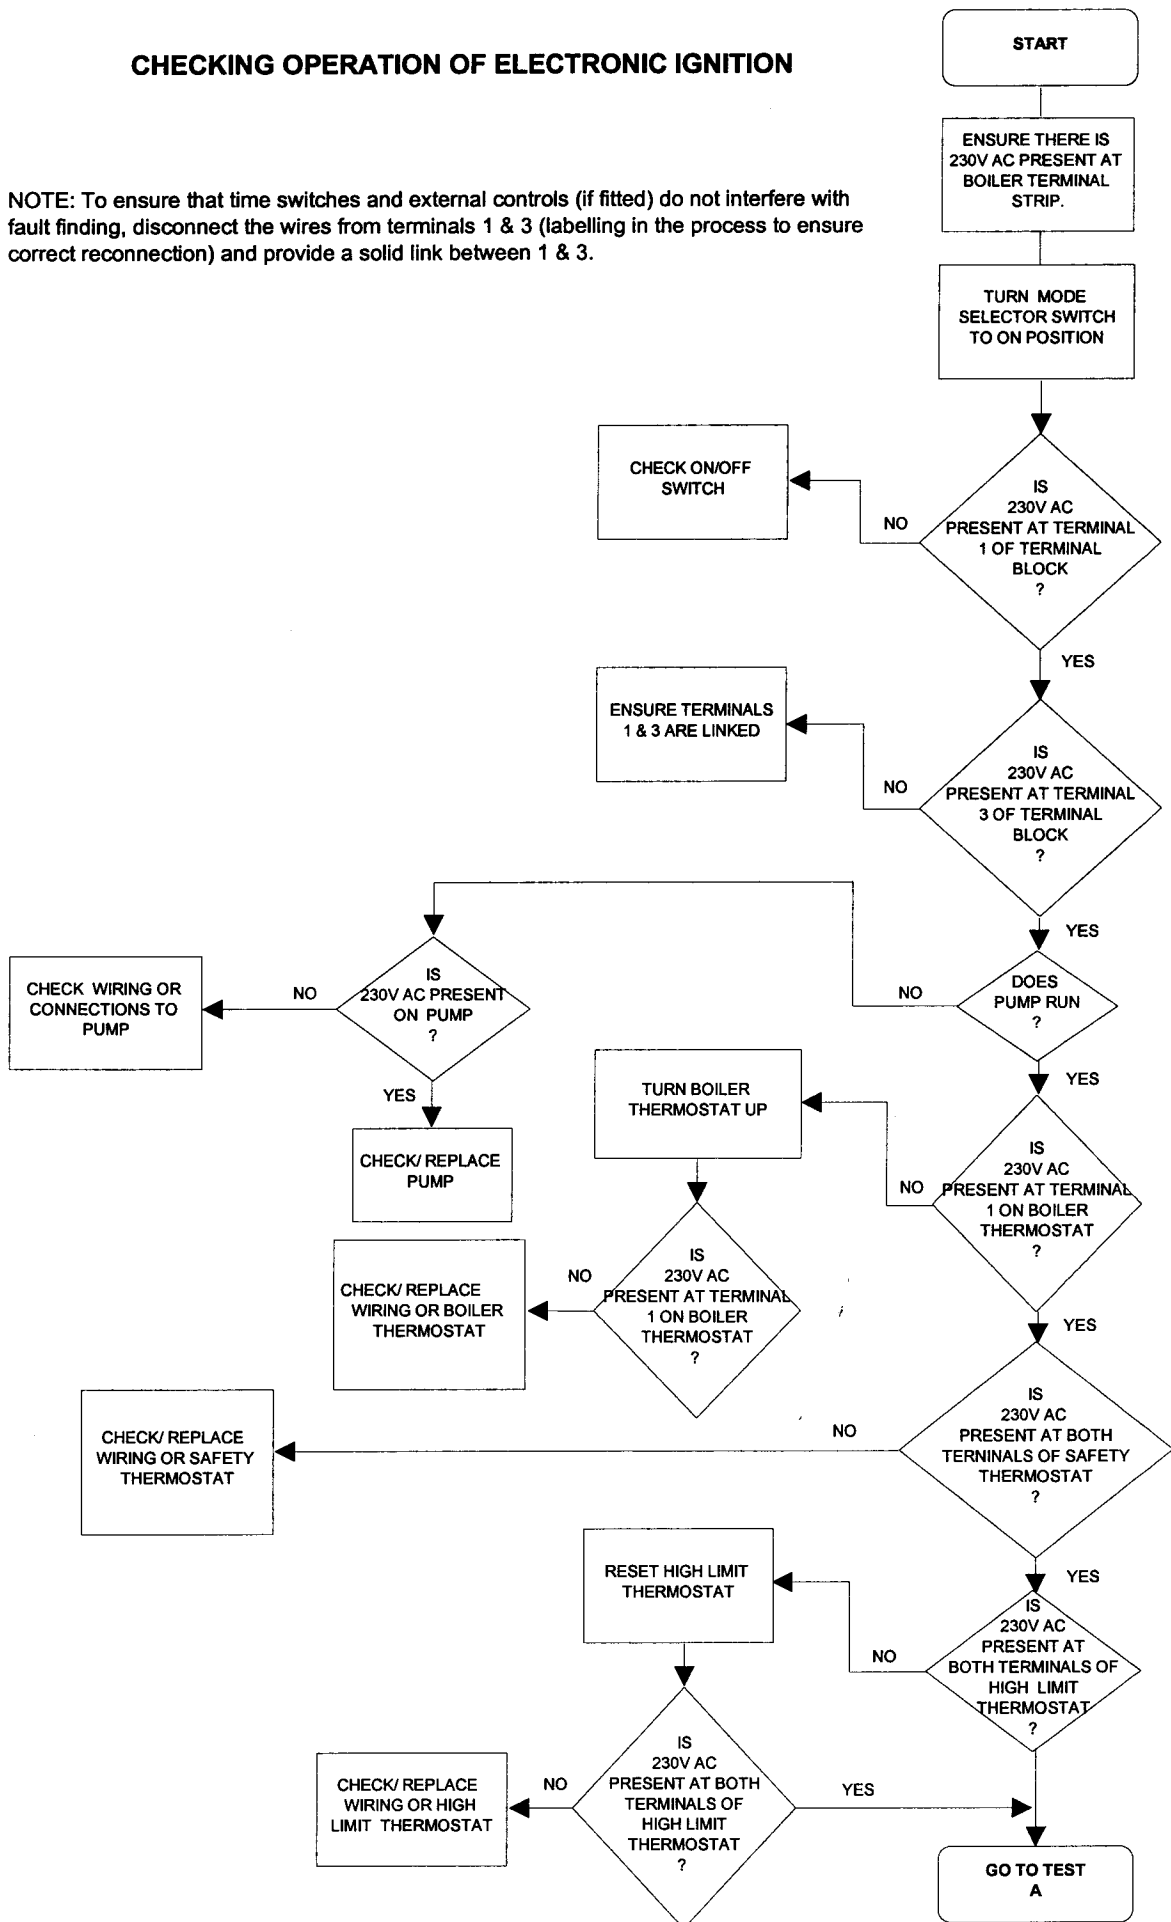 CHECKING OPERATION OF ELECTRONIC IGNITION
START
ENSURE THERE IS
230V AC PRESENT AT
BOILER TERMINAL
STRIP.
NOTE: To ensure that time switches and external controls (if fitted) do not interfere with
fault finding, disconnect the wires from terminals 1 & 3 (labelling in the process to ensure
correct reconnection) and provide a solid link between 1 & 3.
TURN MODE
SELECTOR SWITCH
TO ON POSITION
CHECK ON/OFF
SWITCH
NO
IS
230V AC
PRESENT AT TERMINAL
1 OF TERMINAL
BLOCK
?
YES
ENSURE TERMINALS
1 & 3 ARE LINKED
NO
IS
230V AC
PRESENT AT TERMINAL
3 OF TERMINAL
BLOCK
?
YES
CHECK WIRING OR
CONNECTIONS TO
PUMP
NO
IS
230V AC PRESENT
ON PUMP
?
NO
DOES
PUMP RUN
?
YES
YES
CHECK/ REPLACE
PUMP
TURN BOILER
THERMOSTAT UP
NO
IS
230V AC
PRESENT AT TERMINAL
1 ON BOILER
THERMOSTAT
?
CHECK/ REPLACE
WIRING OR BOILER
THERMOSTAT
NO
IS
230V AC
PRESENT AT TERMINAL
1 ON BOILER
THERMOSTAT
?
YES
CHECK/ REPLACE
WIRING OR SAFETY
THERMOSTAT
NO
IS
230V AC
PRESENT AT BOTH
TERNINALS OF SAFETY
THERMOSTAT
?
YES
RESET HIGH LIMIT
THERMOSTAT
NO
IS
230V AC
PRESENT AT
BOTH TERMINALS OF
HIGH LIMIT
THERMOSTAT
?
CHECK/ REPLACE
WIRING OR HIGH
LIMIT THERMOSTAT
NO
IS
230V AC
PRESENT AT BOTH
TERMINALS OF
HIGH LIMIT
THERMOSTAT
?
YES
GO TO TEST
A